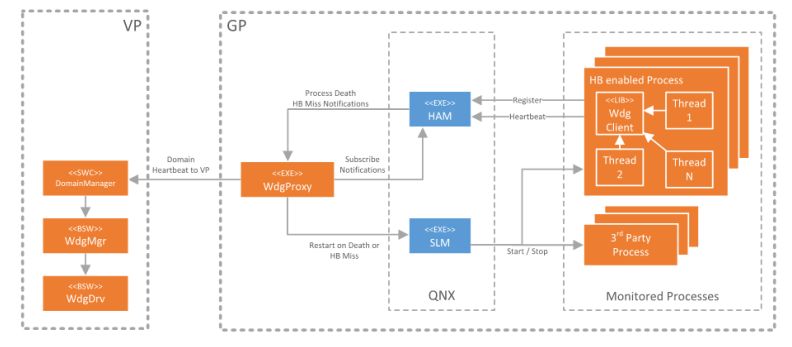 VP
GP
Process Death
HB Miss Notifications
<<EXE>>
HAM
Register
Heartbeat
HB enabled Process
<<LIB>>
Wdg
Client
Thread
1
Thread
2
Thread
N
Domain
Heartbeat to VP
<<EXE>>
WdgProxy
Subscribe
Notifications
<<SWC>>
DomainManager
<<BSW>>
WdgMgr
<<BSW>>
WdgDrv
Restart on Death or
HB Miss
<<EXE>>
SLM
Start / Stop
3rd Party
Process
QNX
Monitored Processes